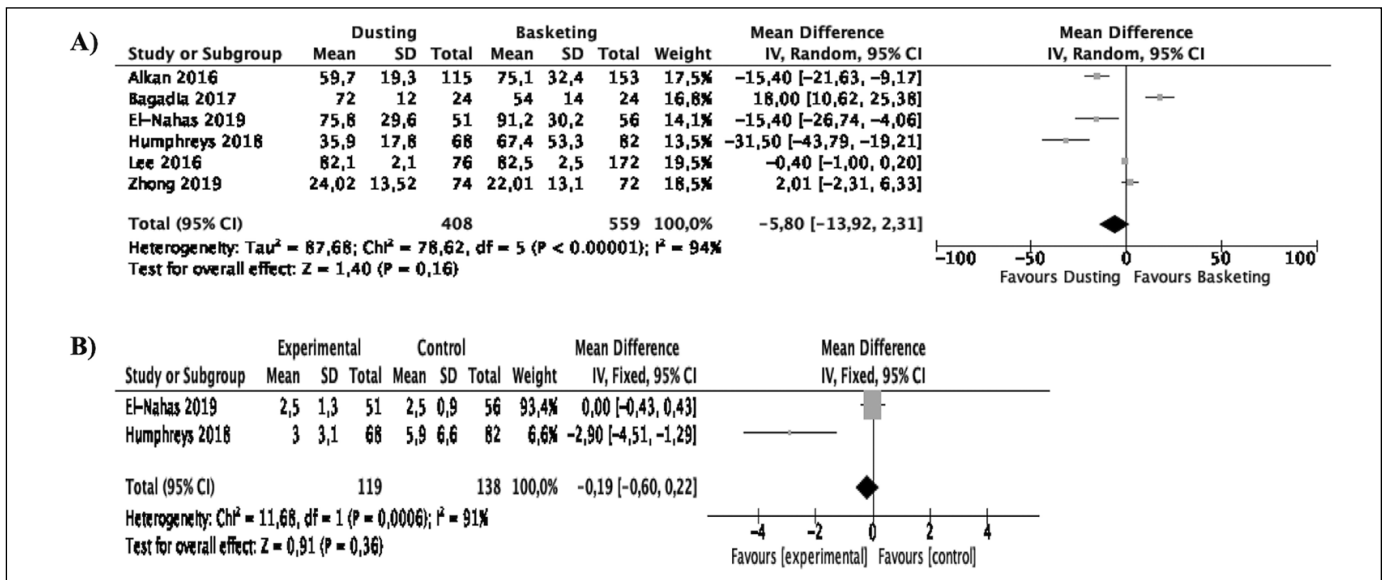 A)
Dusting Basketing Mean Difference Mean Difference
Study or Subgroup Mean SD Total Mean SD Total Weight IV, Random, 95% CI IV, Random, 95% CI
Alkan 2016 59,7 19,3 115 75,1 32,4 153 17,5% −15,40 [−21,63, −9,17]
Bagadia 2017 72 12 24 54 14 24 16,8% 18,00 [10,62, 25,38]
El−Nahas 2019 75,8 29,6 51 91,2 30,2 56 14,1% −15,40 [−26,74, −4,06]
Humphreys 2018 35,9 17,8 68 67,4 53,3 82 13,5% −31,50 [−43,79, −19,21]
Lee 2016 82,1 2,1 76 82,5 2,5 172 19,5% −0,40 [−1,00, 0,20]
Zhong 2019 24,02 13,52 74 22,01 13,1 72 18,5% 2,01 [−2,31, 6,33]
Total (95% CI) 408 559 100,0% −5,80 [−13,92, 2,31]
Heterogeneity: Tau² = 87,68; Chi² = 78,62, df = 5 (P < 0.00001); I² = 94%
Test for overall effect: Z = 1,40 (P = 0,16)
−100 −50 0 50 100
Favours Dusting Favours Basketing
B)
Experimental Control Mean Difference Mean Difference
Study or Subgroup Mean SD Total Mean SD Total Weight IV, Fixed, 95% CI IV, Fixed, 95% CI
El−Nahas 2019 2,5 1,3 51 2,5 0,9 56 93,4% 0,00 [−0,43, 0,43]
Humphreys 2018 3 3,1 68 5,9 6,6 82 6,6% −2,90 [−4,51, −1,29]
Total (95% CI) 119 138 100,0% −0,19 [−0,60, 0,22]
Heterogeneity: Chi² = 11,68, df = 1 (P = 0,0006); I² = 91%
Test for overall effect: Z = 0,91 (P = 0,36)
−4 −2 0 2 4
Favours [experimental] Favours [control]